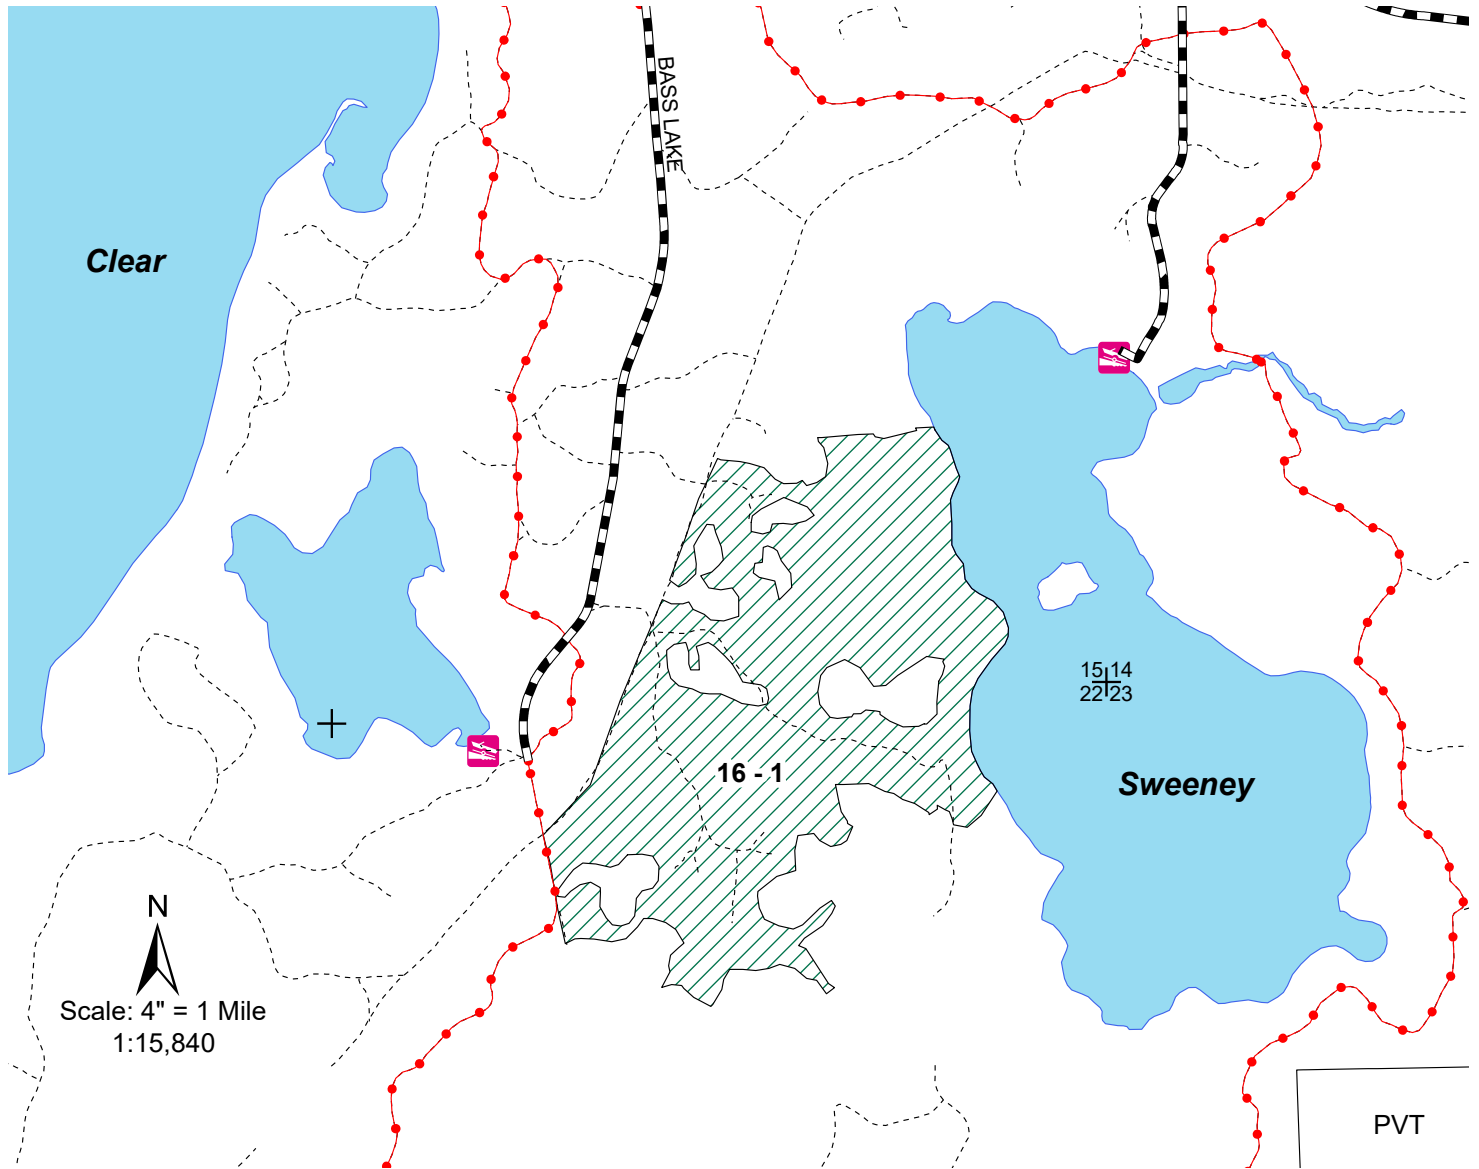 BASS LAKE
Clear
15 14
22 23
Sweeney
16 - 1
N
Scale: 4" = 1 Mile
1:15,840
PVT